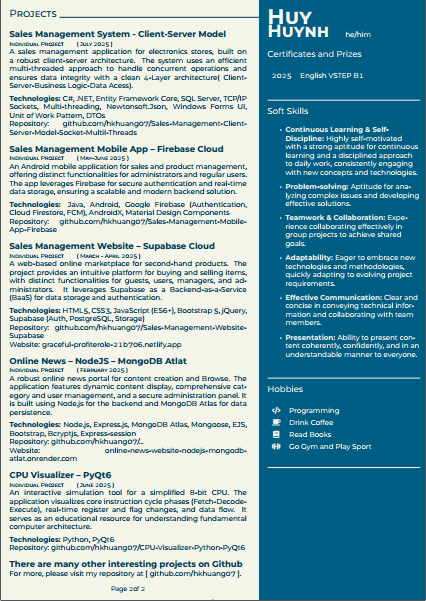 PROJECTS
Sales Management System - Client-Server Model
INDIVIDUAL PROJECT [JULY 2025]
A sales management application for electronics stores, built on
a robust client-server architecture. The system uses an efficient
multi-threaded approach to handle concurrent operations and
ensures data integrity with a clean 4-Layer architecture( Client-
Server-Business Logic-Data Acess).
Technologies: C#, .NET, Entity Framework Core, SQL Server, TCP/IP
Sockets, Multi-threading, Newtonsoft.Json, Windows Forms UI,
Unit of Work Pattern, DTOs
Repository: github.com/hkhuang07/Sales-Management-Client-
Server-Model-Socket-Multil-Threads
Sales Management Mobile App – Firebase Cloud
INDIVIDUAL PROJECT [MAY-JUNE 2025]
An Android mobile application for sales and product management,
offering distinct functionalities for administrators and regular users.
The app leverages Firebase for secure authentication and real-time
data storage, ensuring a scalable and modern backend solution.
Technologies: Java, Android, Google Firebase (Authentication,
Cloud Firestore, FCM), AndroidX, Material Design Components
Repository: github.com/hkhuang07/Sales-Management-Mobile-
App-Firebase
Sales Management Website – Supabase Cloud
INDIVIDUAL PROJECT [MARCH - APRIL 2025]
A web-based online marketplace for second-hand products. The
project provides an intuitive platform for buying and selling items,
with distinct functionalities for guests, users, managers, and ad-
ministrators. It leverages Supabase as a Backend-as-a-Service
(BaaS) for data storage and authentication.
Technologies: HTML5, CSS3, JavaScript (ES6+), Bootstrap 5, jQuery,
Supabase (Auth, PostgreSQL, Storage)
Repository: github.com/hkhuang07/Sales-Management-Website-
Supabase
Website: graceful-profiterole-21b706.netlify.app
Online News – NodeJS – MongoDB Atlat
INDIVIDUAL PROJECT [FEBRUARY 2025]
A robust online news portal for content creation and Browse. The
application features dynamic content display, comprehensive cat-
egory and user management, and a secure administration panel. It
is built using Node.js for the backend and MongoDB Atlas for data
persistence.
Technologies: Node.js, Express.js, MongoDB Atlas, Mongoose, EJS,
Bootstrap, Bcryptjs, Express-session
Repository: github.com/hkhuang07/...
Website: online-news-website-nodejs-mongodb-
atlat.onrender.com
CPU Visualizer – PyQt6
INDIVIDUAL PROJECT [JUNE 2025]
An interactive simulation tool for a simplified 8-bit CPU. The
application visualizes core instruction cycle phases (Fetch-Decode-
Execute), real-time register and flag changes, and data flow. It
serves as an educational resource for understanding fundamental
computer architecture.
Technologies: Python, PyQt6
Repository: github.com/hkhuang07/CPU-Visualizer-Python-PyQt6
There are many other interesting projects on Github
For more, please visit my repository at [ github.com/hkhuang07 ].
Page 2 of 2
HUY
HUYNH he/him
Certificates and Prizes
2025 English VSTEP B1
Soft Skills
• Continuous Learning & Self-
Discipline: Highly self-motivated
with a strong aptitude for continuous
learning and a disciplined approach
to daily work, consistently engaging
with new concepts and technologies.
• Problem-solving: Aptitude for ana-
lyzing complex issues and developing
effective solutions.
• Teamwork & Collaboration: Expe-
rience collaborating effectively in
group projects to achieve shared
goals.
• Adaptability: Eager to embrace new
technologies and methodologies,
quickly adapting to evolving project
requirements.
• Effective Communication: Clear and
concise in conveying technical infor-
mation and collaborating with team
members.
• Presentation: Ability to present con-
tent coherently, confidently, and in an
understandable manner to everyone.
Hobbies
Programming
Drink Coffee
Read Books
Go Gym and Play Sport